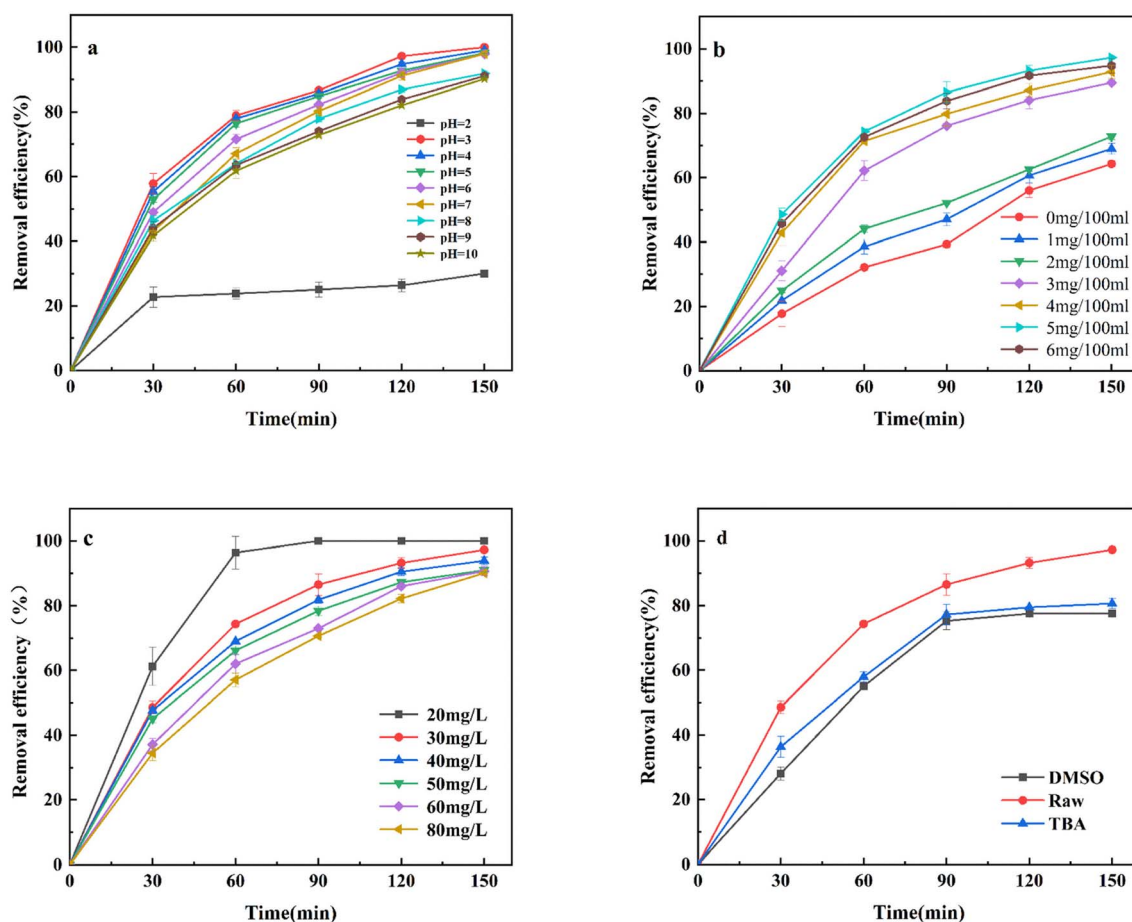 a
Removal efficiency(%)
100
80
60
40
20
0
pH=2
pH=3
pH=4
pH=5
pH=6
pH=7
pH=8
pH=9
pH=10
0 30 60 90 120 150
Time(min)
b
Removal efficiency(%)
100
80
60
40
20
0
0mg/100ml
1mg/100ml
2mg/100ml
3mg/100ml
4mg/100ml
5mg/100ml
6mg/100ml
0 30 60 90 120 150
Time(min)
c
Removal efficiency（%）
100
80
60
40
20
0
20mg/L
30mg/L
40mg/L
50mg/L
60mg/L
80mg/L
0 30 60 90 120 150
Time(min)
d
Removal efficiency(%)
100
80
60
40
20
0
DMSO
Raw
TBA
0 30 60 90 120 150
Time(min)